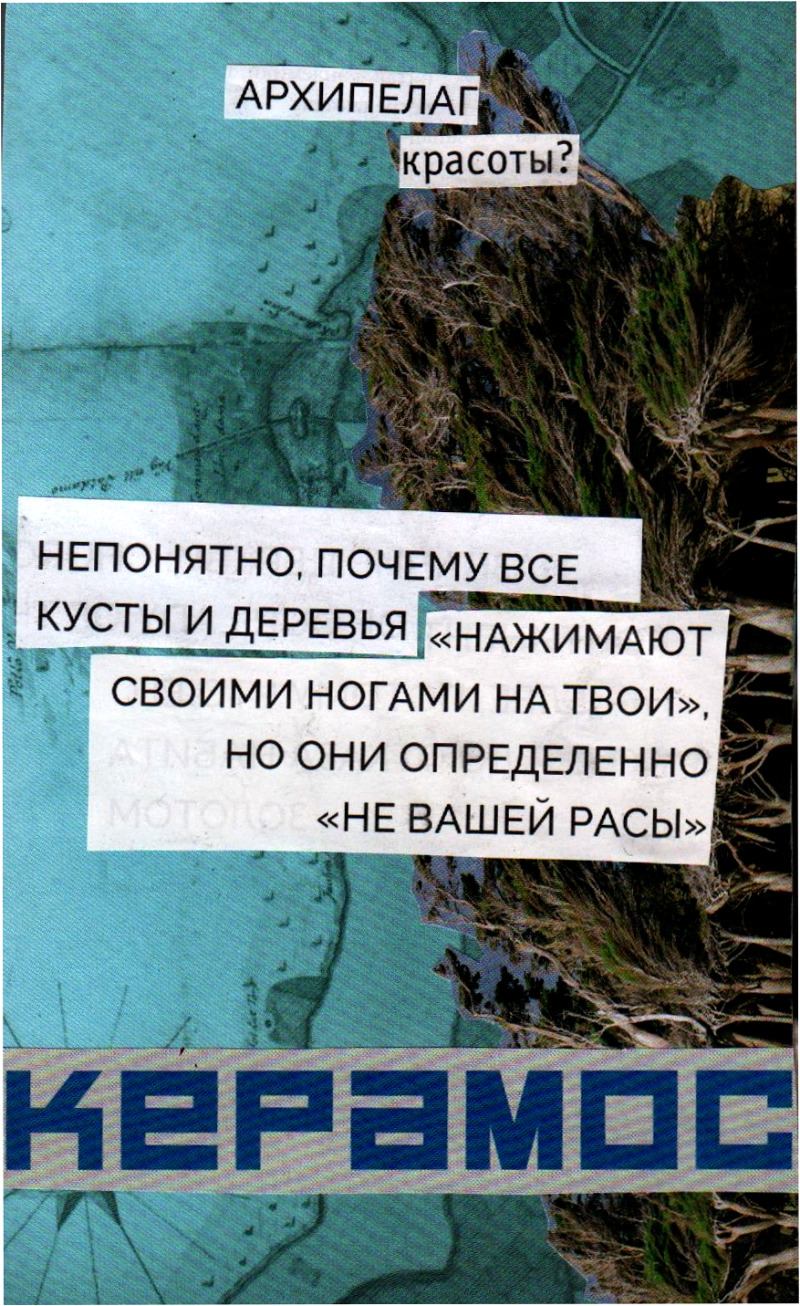 АРХИПЕЛАГ
красоты?
НЕПОНЯТНО, ПОЧЕМУ ВСЕ
КУСТЫ И ДЕРЕВЬЯ
«НАЖИМАЮТ
СВОИМИ НОГАМИ НА ТВОИ»,
НО ОНИ ОПРЕДЕЛЕННО
«НЕ ВАШЕЙ РАСЫ»
керамос